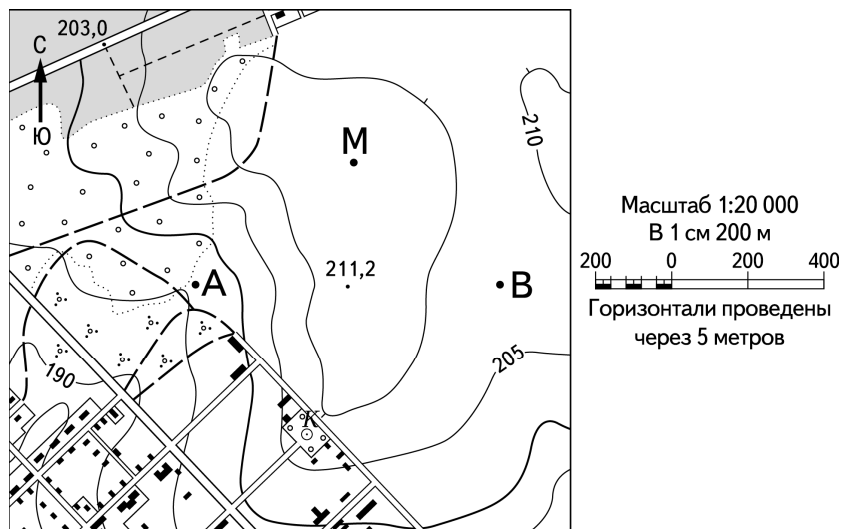 203,0
С
Ю
М
210
211,2
А
В
205
190
К
Масштаб 1:20 000
В 1 см 200 м
200 0 200 400
Горизонтали проведены
через 5 метров